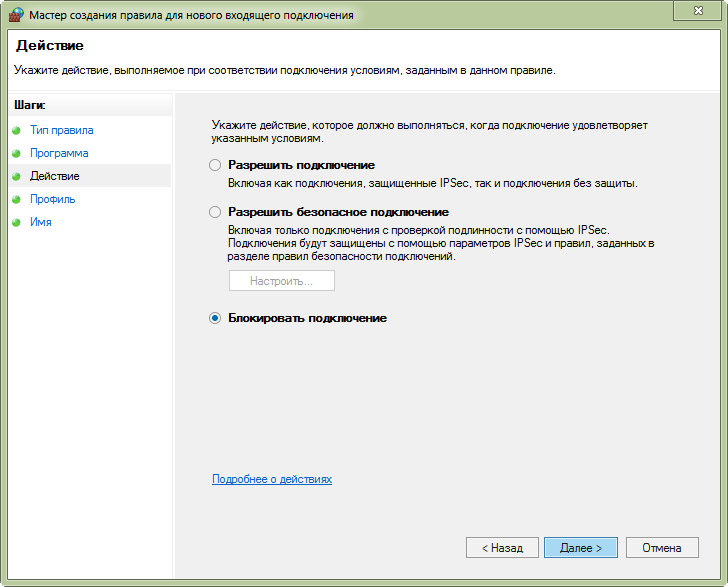 Мастер создания правила для нового входящего подключения
Действие
Укажите действие, выполняемое при соответствии подключения условиям, заданным в данном правиле.
Шаги:
Тип правила
Программа
Действие
Профиль
Имя
Укажите действие, которое должно выполняться, когда подключение удовлетворяет
указанным условиям.
Разрешить подключение
Включая как подключения, защищенные IPSec, так и подключения без защиты.
Разрешить безопасное подключение
Включая только подключения с проверкой подлинности с помощью IPSec.
Подключения будут защищены с помощью параметров IPSec и правил, заданных в
разделе правил безопасности подключений.
Настроить...
Блокировать подключение
Подробнее о действиях
< Назад
Далее >
Отмена